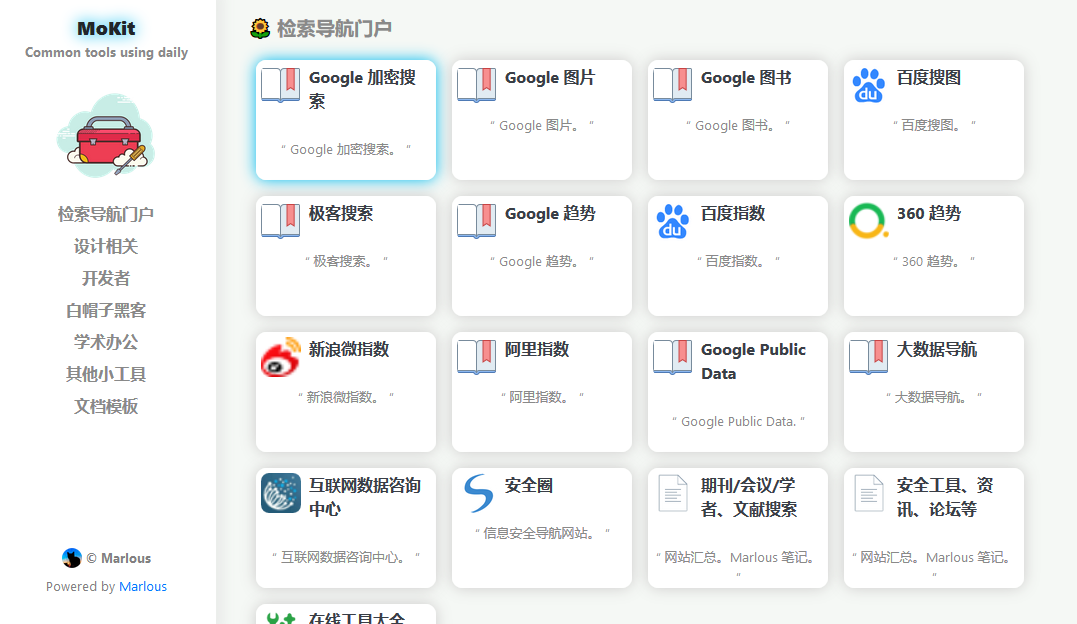 MoKit
Common tools using daily
检索导航门户
设计相关
开发者
白帽子黑客
学术办公
其他小工具
文档模板
© Marlous
Powered by Marlous
检索导航门户
Google 加密搜
索
“ Google 加密搜索。 ”
Google 图片
“ Google 图片。 ”
Google 图书
“ Google 图书。 ”
du
百度搜图
“ 百度搜图。 ”
极客搜索
“ 极客搜索。 ”
Google 趋势
“ Google 趋势。 ”
du
百度指数
“ 百度指数。 ”
360 趋势
“ 360 趋势。 ”
新浪微指数
“ 新浪微指数。 ”
阿里指数
“ 阿里指数。 ”
Google Public
Data
“ Google Public Data. ”
大数据导航
“ 大数据导航。 ”
互联网数据咨询
中心
“ 互联网数据咨询中心。 ”
安全圈
“ 信息安全导航网站。 ”
期刊/会议/学
者、文献搜索
“ 网站汇总。Marlous 笔记。
”
安全工具、资
讯、论坛等
“ 网站汇总。Marlous 笔记。
”
在线工具大全